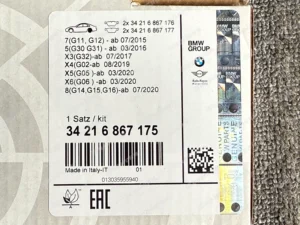 2x 34 21 6 867 176
2x 34 21 6 867 177
7(G11, G12) - ab 07/2015
5(G30 G31) - ab 03/2016
X3(G32)-ab 07/2017
X4(G02-ab 08/2019
X5(G05 )-ab 03/2020
X6(G06 ) -ab 03/2020
8(G14,G15,G16)-ab 07/2020
BMW
GROUP
1 Satz / kit
34 21 6 867 175
Made in Italy-IT
01
013035955940
EAC